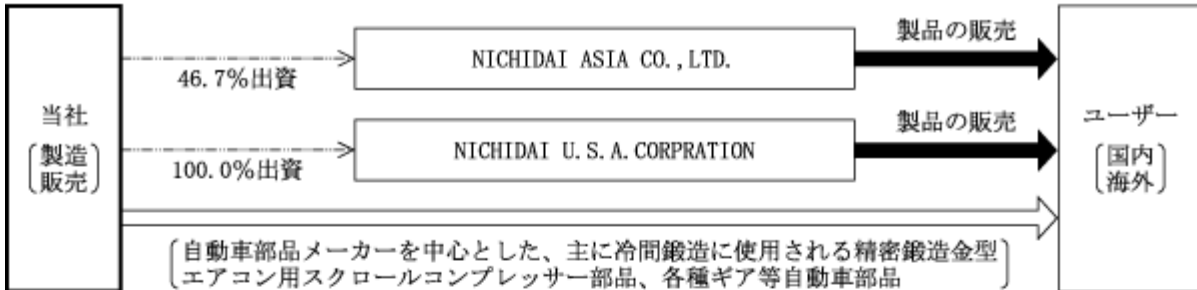 当社
製造
販売
46.7%出資
NICHIDAI ASIA CO.,LTD.
製品の販売
100.0%出資
NICHIDAI U.S.A.CORPRATION
製品の販売
ユーザー
国内
海外
自動車部品メーカーを中心とした、主に冷間鍛造に使用される精密鍛造金型
エアコン用スクロールコンプレッサー部品、各種ギア等自動車部品